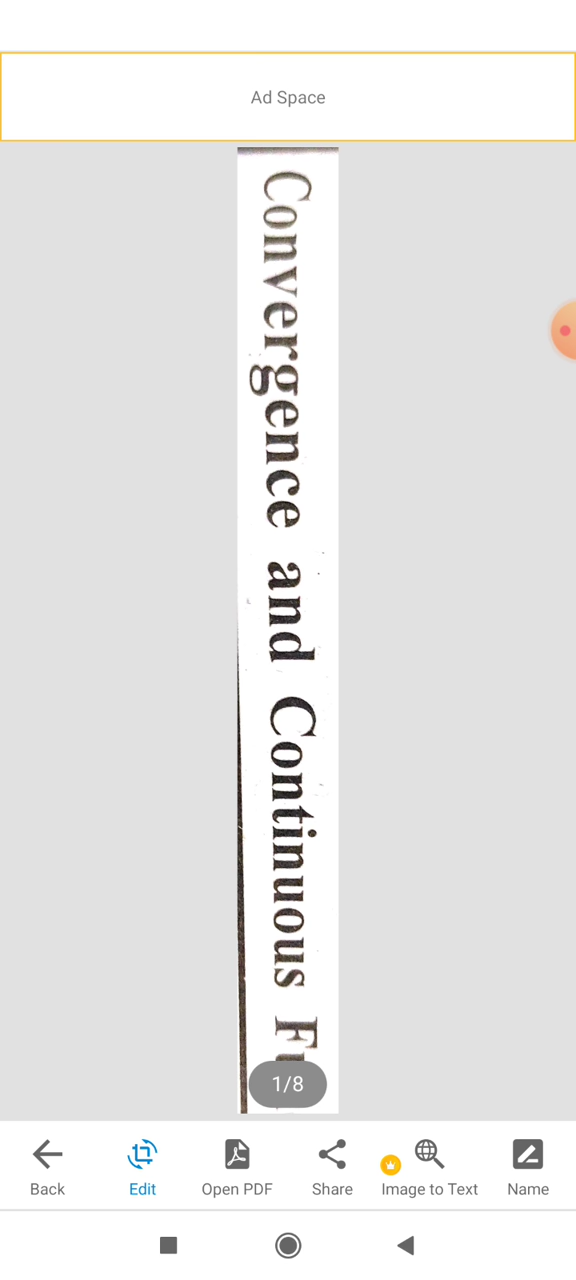 Ad Space
Convergence and Continuous
1/8
Back
Edit
Open PDF
Share
Image to Text
Name